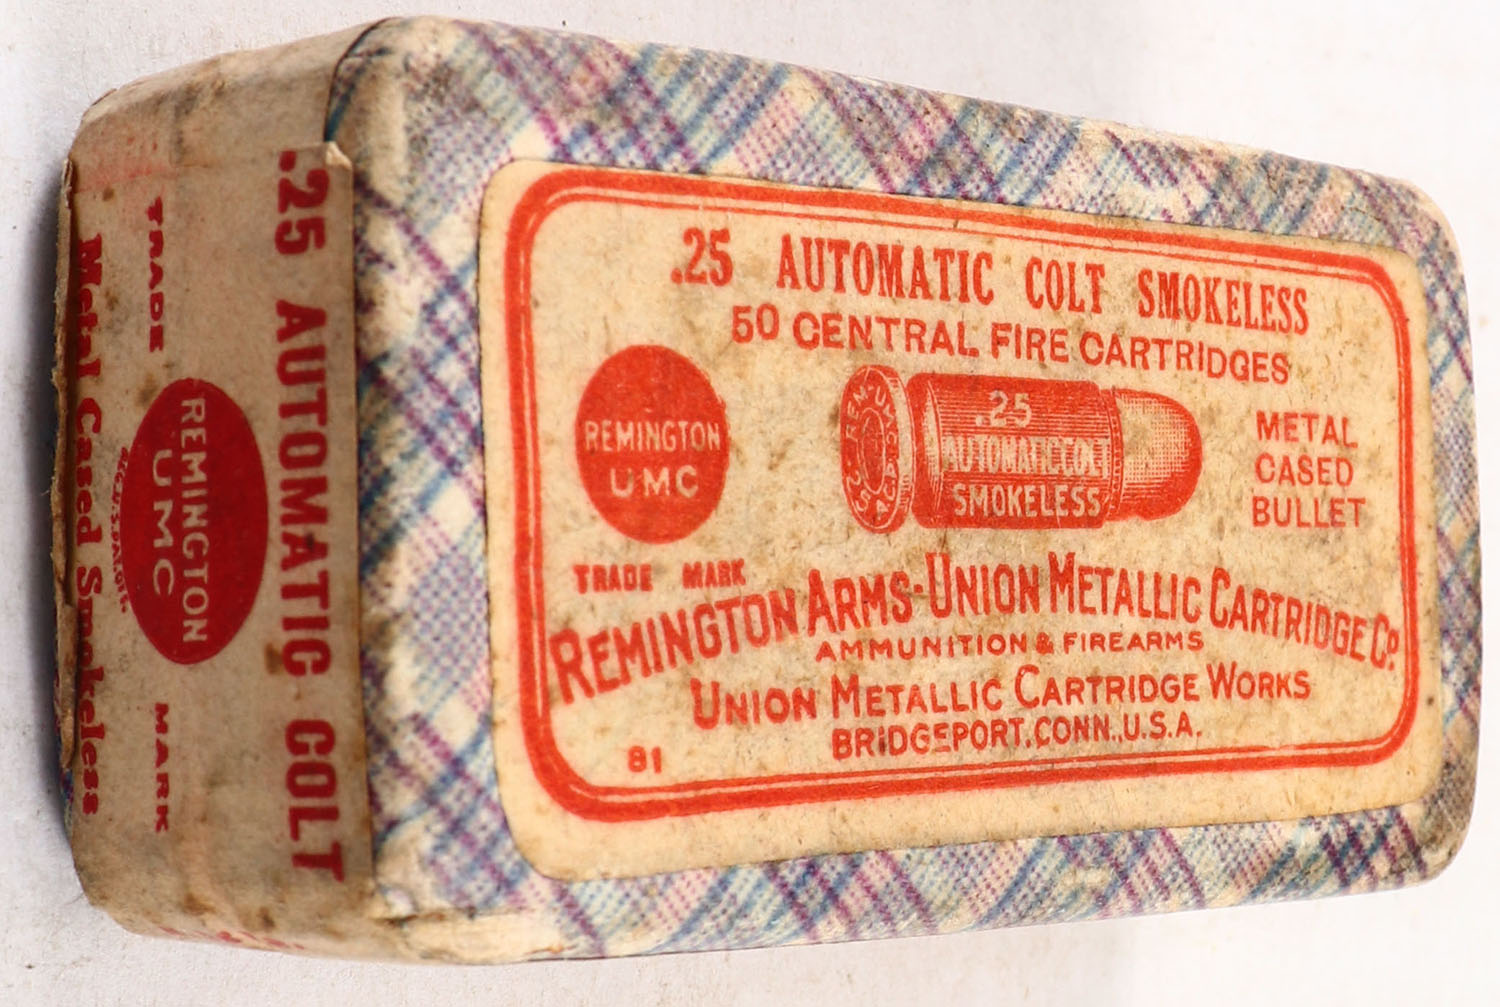 .25 AUTOMATIC COLT SMOKELESS
50 CENTRAL FIRE CARTRIDGES
REMINGTON
UMC
TRADE MARK
.25
AUTOMATIC COLT
SMOKELESS
METAL
CASED
BULLET
REMINGTON ARMS-UNION METALLIC CARTRIDGE CO.
AMMUNITION & FIREARMS
UNION METALLIC CARTRIDGE WORKS
BRIDGEPORT, CONN., U.S.A.
81
.25 AUTOMATIC COLT
TRADE MARK
REMINGTON
UMC
Metal Cased Smokeless